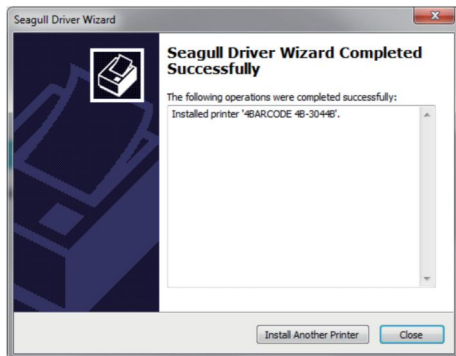 Seagull Driver Wizard
Seagull Driver Wizard Completed
Successfully
The following operations were completed successfully:
Installed printer '4BARCODE 4B-3044B'.
Install Another Printer
Close